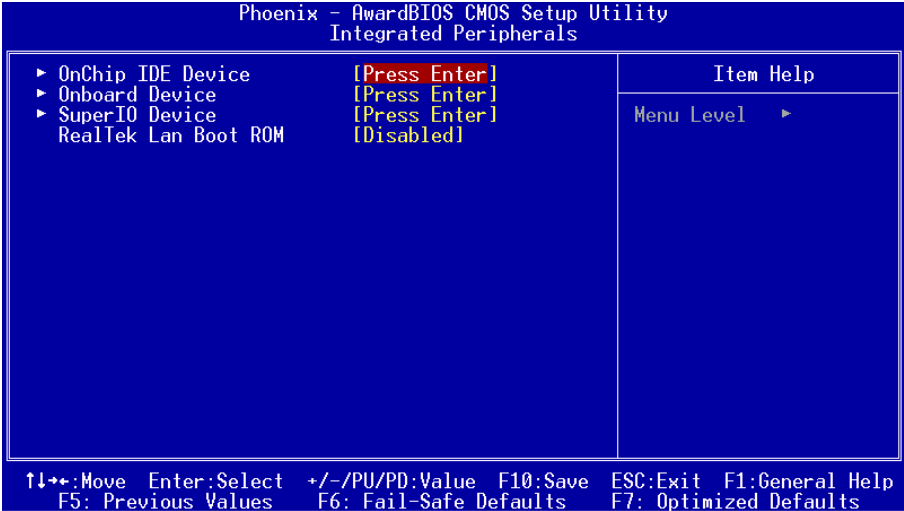 Phoenix - AwardBIOS CMOS Setup Utility
Integrated Peripherals
▶ OnChip IDE Device [Press Enter]
▶ Onboard Device [Press Enter]
▶ SuperIO Device [Press Enter]
RealTek Lan Boot ROM [Disabled]
Item Help
Menu Level ▶
↑↓→←:Move Enter:Select +/-/PU/PD:Value F10:Save ESC:Exit F1:General Help
F5: Previous Values F6: Fail-Safe Defaults F7: Optimized Defaults